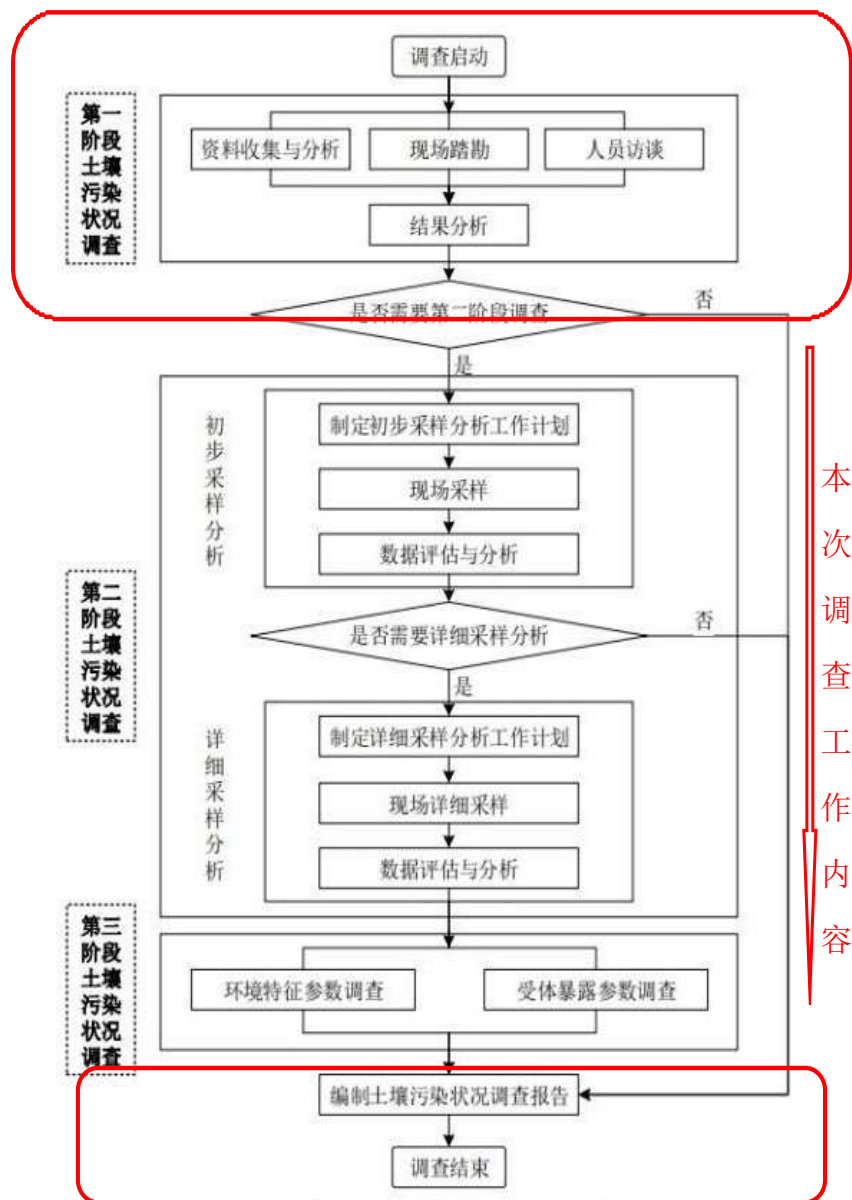 调查启动
第一
阶段
土壤
污染
状况
调查
资料收集与分析
现场踏勘
人员访谈
结果分析
是否需要第二阶段调查
否
是
初步采样分析
制定初步采样分析工作计划
现场采样
数据评估与分析
第二
阶段
土壤
污染
状况
调查
是否需要详细采样分析
否
是
详细采样分析
制定详细采样分析工作计划
现场详细采样
数据评估与分析
本次调查工作内容
第三
阶段
土壤
污染
状况
调查
环境特征参数调查
受体暴露参数调查
编制土壤污染状况调查报告
调查结束